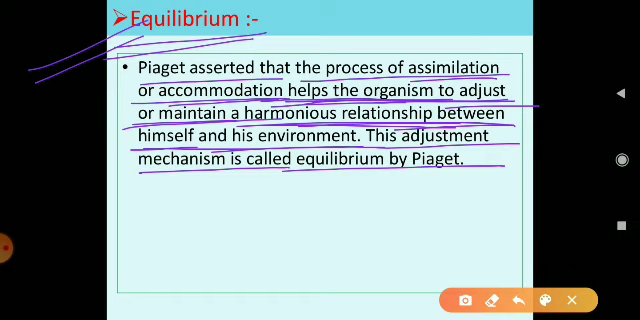 ➢Equilibrium :-
• Piaget asserted that the process of assimilation
or accommodation helps the organism to adjust
or maintain a harmonious relationship between
himself and his environment. This adjustment
mechanism is called equilibrium by Piaget.